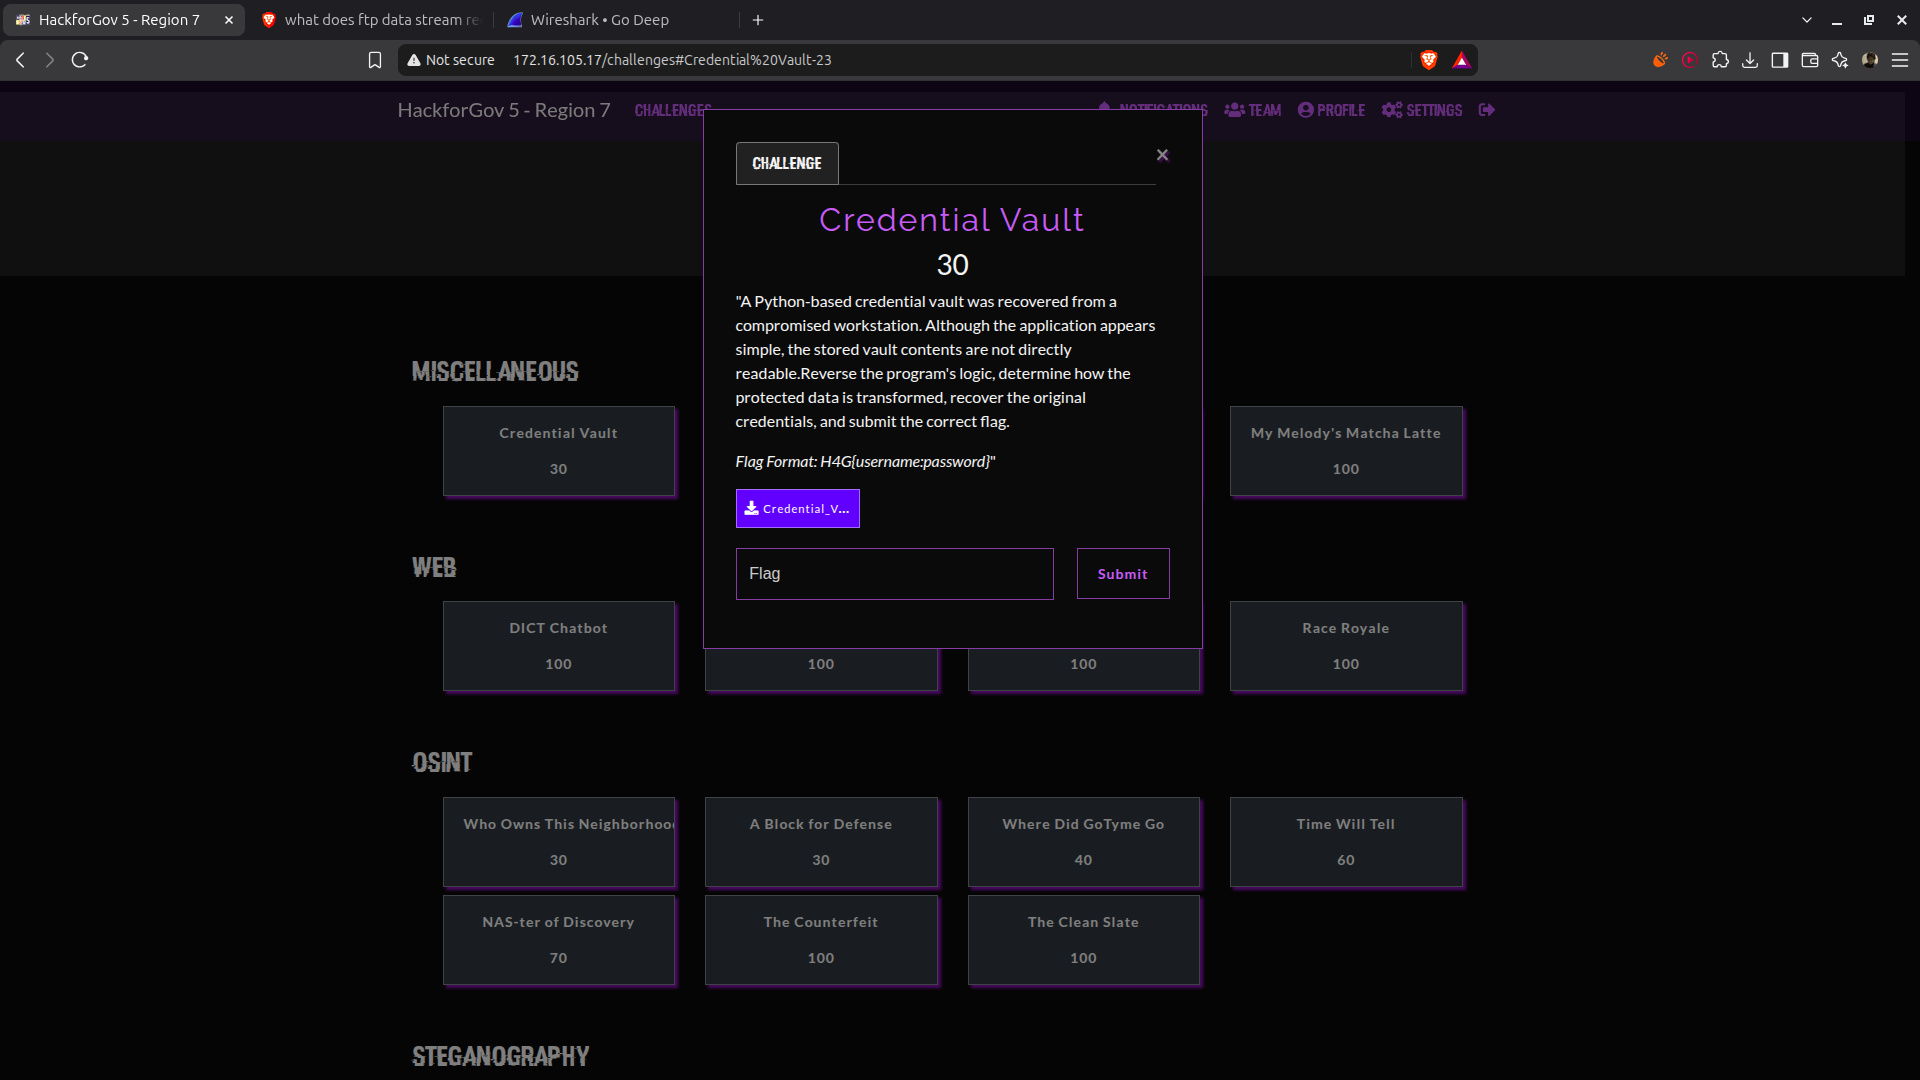 HackforGov 5 - Region 7
what does ftp data stream re
Wireshark • Go Deep
Not secure
172.16.105.17/challenges#Credential%20Vault-23
HackforGov 5 - Region 7
CHALLENGES
NOTIFICATIONS
TEAM
PROFILE
SETTINGS
CHALLENGE
Credential Vault
30
"A Python-based credential vault was recovered from a
compromised workstation. Although the application appears
simple, the stored vault contents are not directly
readable.Reverse the program's logic, determine how the
protected data is transformed, recover the original
credentials, and submit the correct flag.
Flag Format: H4G{username:password}"
Credential_V...
Flag
Submit
MISCELLANEOUS
Credential Vault
30
My Melody's Matcha Latte
100
WEB
DICT Chatbot
100
100
100
Race Royale
100
OSINT
Who Owns This Neighborhoo
30
A Block for Defense
30
Where Did GoTyme Go
40
Time Will Tell
60
NAS-ter of Discovery
70
The Counterfeit
100
The Clean Slate
100
STEGANOGRAPHY